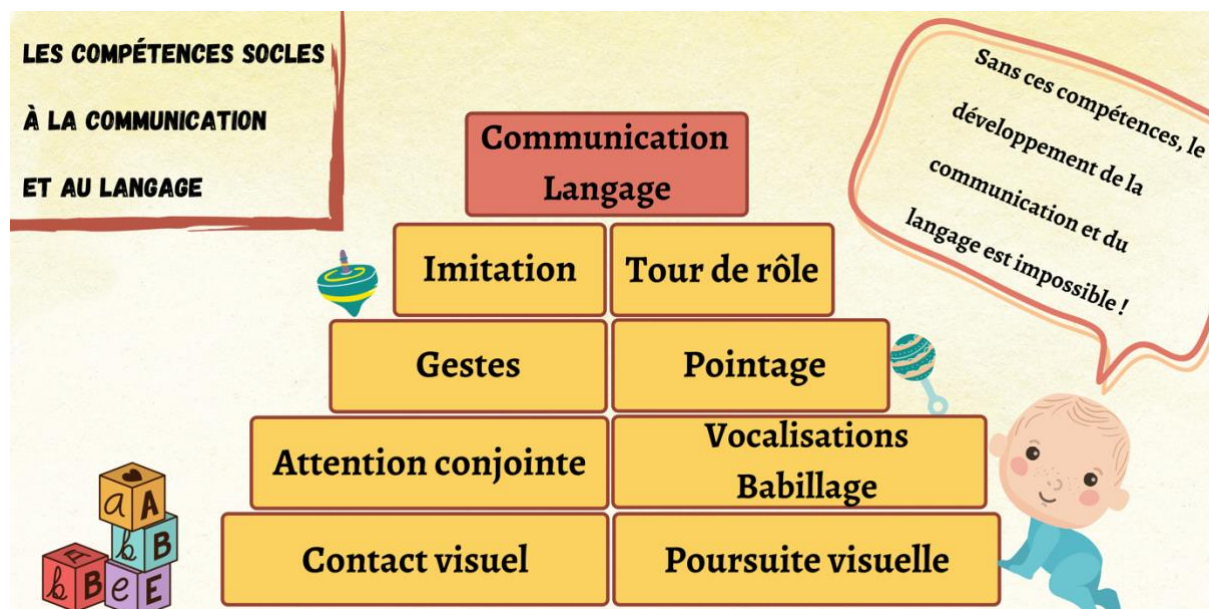 LES COMPÉTENCES SOCLES
À LA COMMUNICATION
ET AU LANGAGE
Sans ces compétences, le
développement de la
communication et du
langage est impossible !
Communication
Langage
Imitation
Tour de rôle
Gestes
Pointage
Attention conjointe
Vocalisations
Babillage
Contact visuel
Poursuite visuelle
a A
k B
A
k B
e E